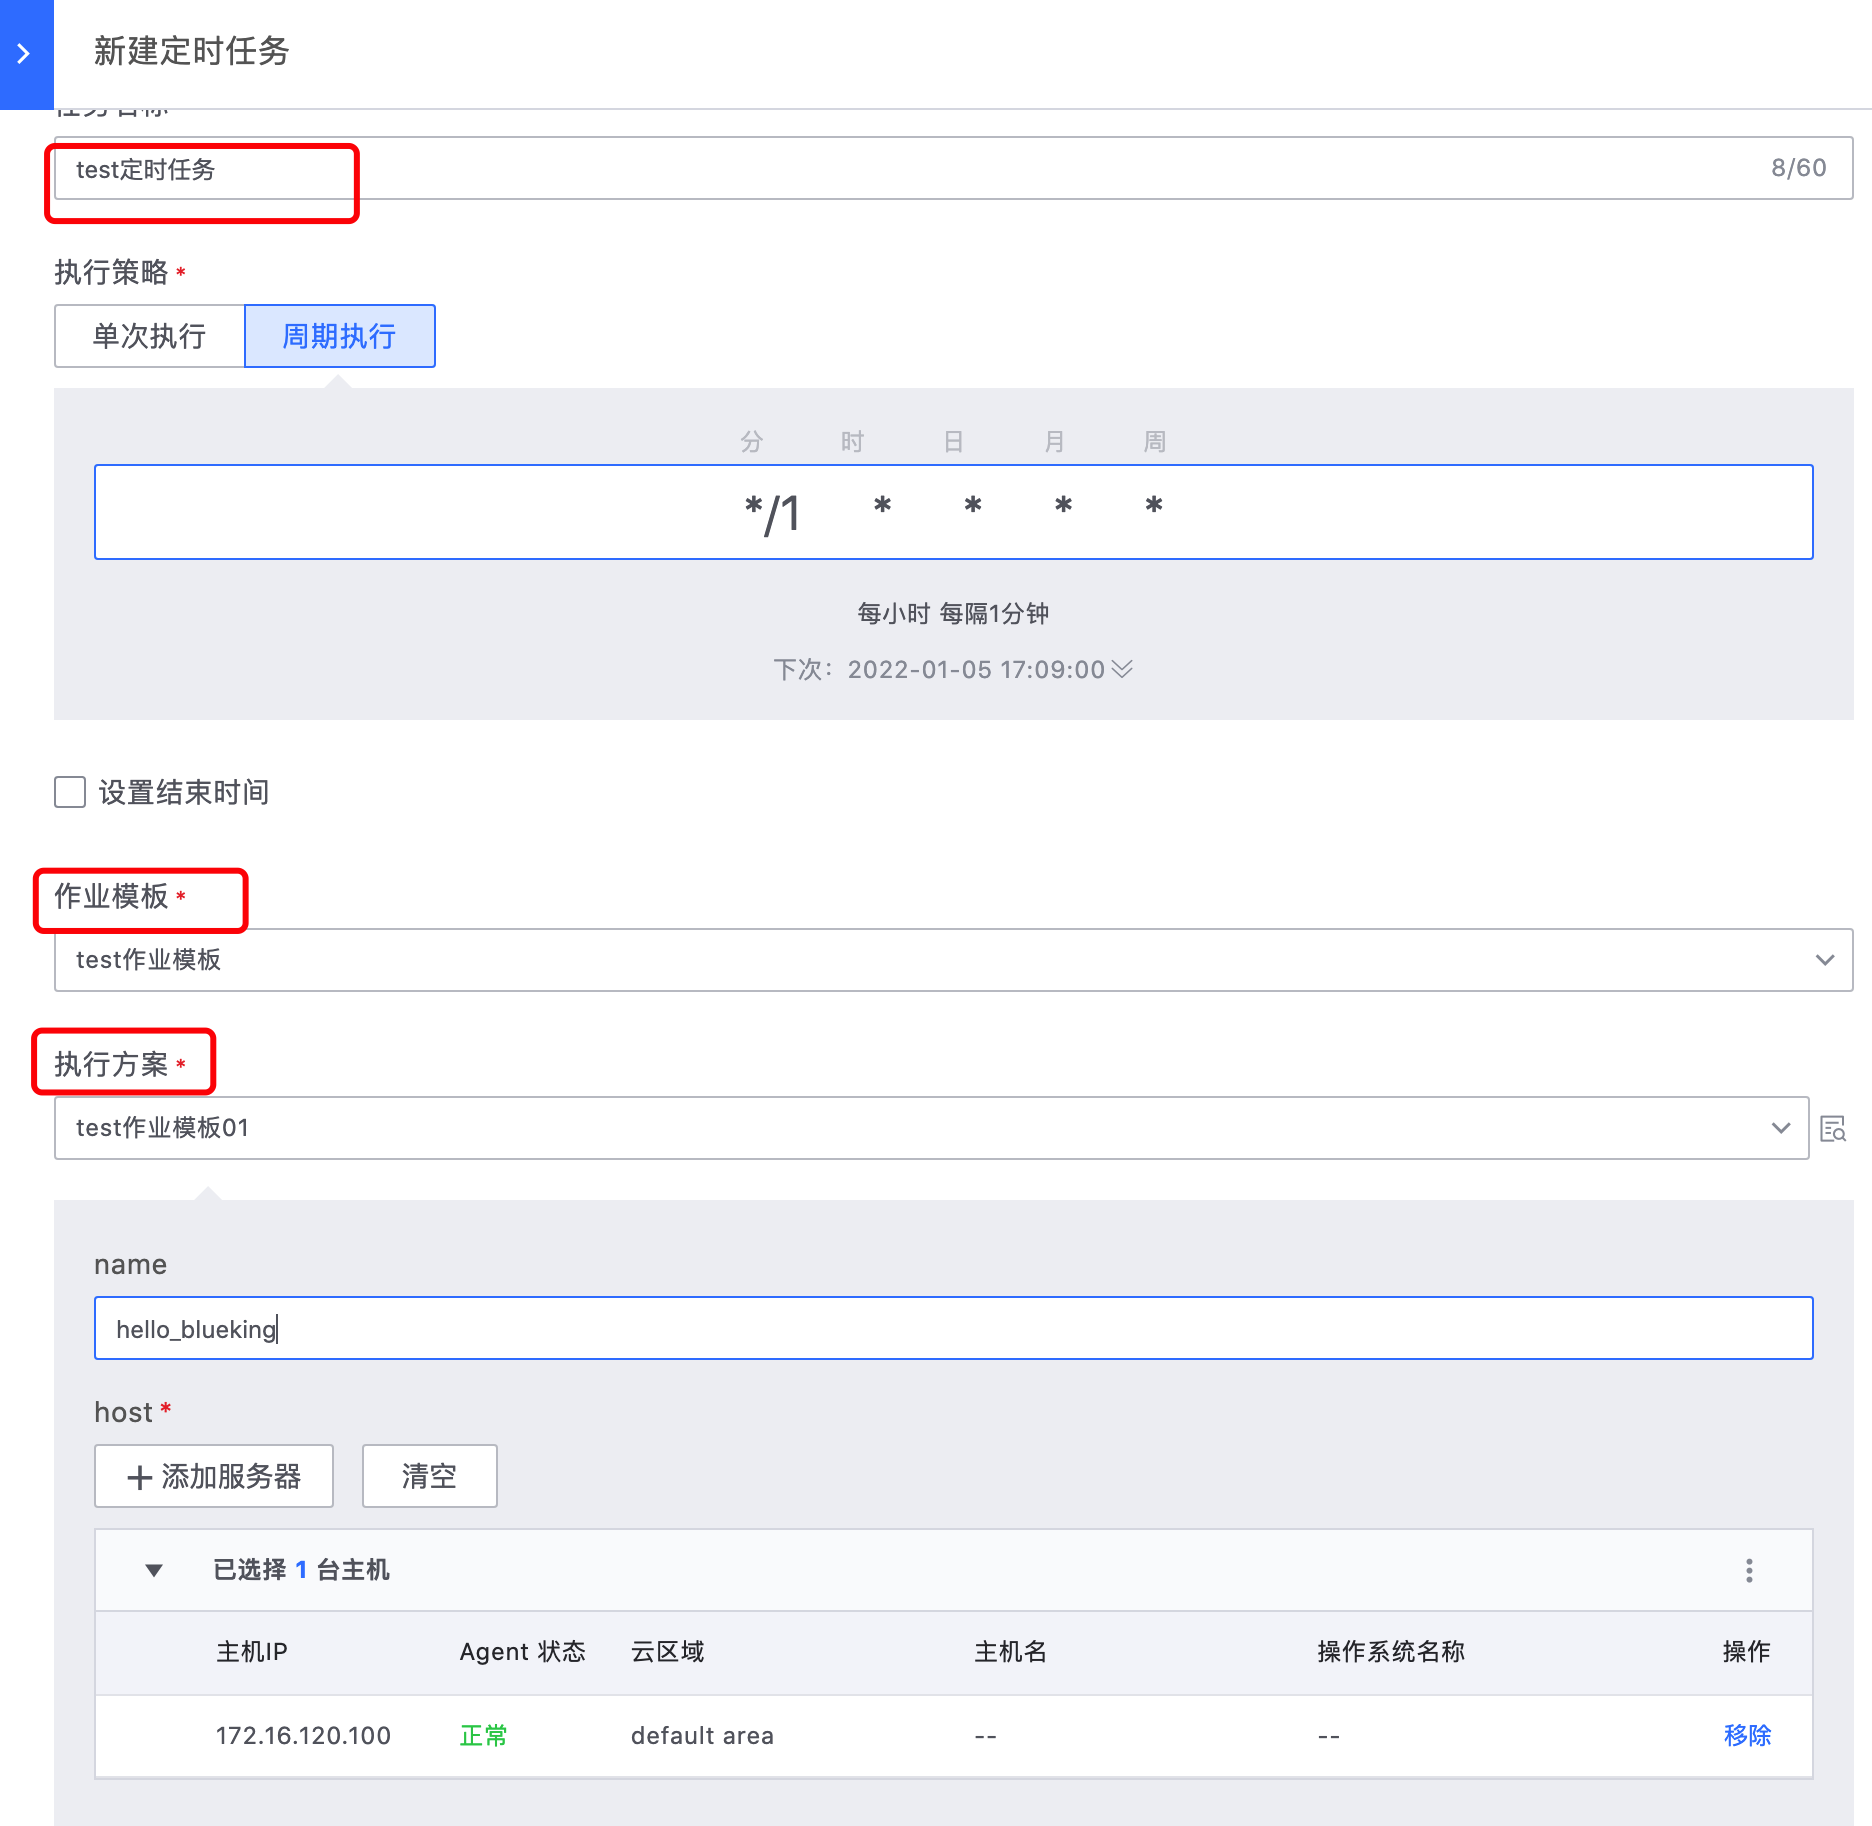 新建定时任务
任务名称
test定时任务
8/60
执行策略 *
单次执行 周期执行
分 时 日 月 周
*/1 * * * *
每小时 每隔1分钟
下次：2022-01-05 17:09:00
设置结束时间
作业模板 *
test作业模板
执行方案 *
test作业模板01
name
hello_blueking
host *
+ 添加服务器 清空
已选择 1 台主机
主机IP Agent 状态 云区域 主机名 操作系统名称 操作
172.16.120.100 正常 default area -- -- 移除